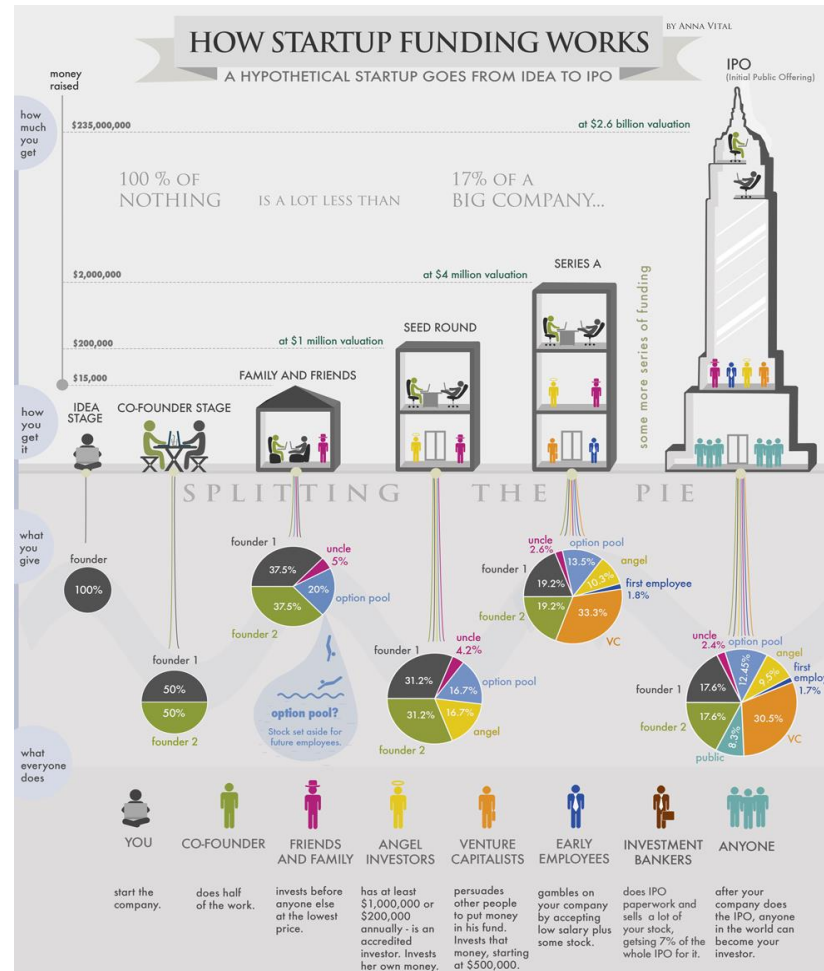 BY ANNA VITAL
HOW STARTUP FUNDING WORKS
A HYPOTHETICAL STARTUP GOES FROM IDEA TO IPO
money
raised
IPO
(Initial Public Offering)
how
much
you
get
$235,000,000
at $2.6 billion valuation
100 % OF
NOTHING
IS A LOT LESS THAN
17% OF A
BIG COMPANY...
$2,000,000
at $4 million valuation
SERIES A
some more series of funding
$200,000
at $1 million valuation
SEED ROUND
$15,000
FAMILY AND FRIENDS
how
you
get
it
IDEA
STAGE
CO-FOUNDER STAGE
SPLITTING THE PIE
what
you
give
founder
100%
founder 1
50%
50%
founder 2
founder 1
uncle
5%
37.5%
20%
option pool
37.5%
founder 2
option pool?
Stock set aside for
future employees.
founder 1
uncle
4.2%
31.2%
16.7%
option pool
31.2%
16.7%
angel
founder 2
uncle
2.6%
option pool
13.5%
angel
10.3%
founder 1
19.2%
first employee
1.8%
19.2%
33.3%
founder 2
VC
uncle
2.4%
option pool
12.45%
angel
9.5%
first
employ
1.7%
founder 1
17.6%
17.6%
30.5%
founder 2
8.3%
public
VC
what
everyone
does
YOU
start the
company.
CO-FOUNDER
does half
of the work.
FRIENDS
AND FAMILY
invests before
anyone else
at the lowest
price.
ANGEL
INVESTORS
has at least
$1,000,000 or
$200,000
annually - is an
accredited
investor. Invests
her own money.
VENTURE
CAPITALISTS
persuades
other people
to put money
in his fund.
Invests that
money, starting
at $500,000.
EARLY
EMPLOYEES
gambles on
your company
by accepting
low salary plus
some stock.
INVESTMENT
BANKERS
does IPO
paperwork and
sells a lot of
your stock,
getsing 7% of the
whole IPO for it.
ANYONE
after your
company does
the IPO, anyone
in the world can
become your
investor.